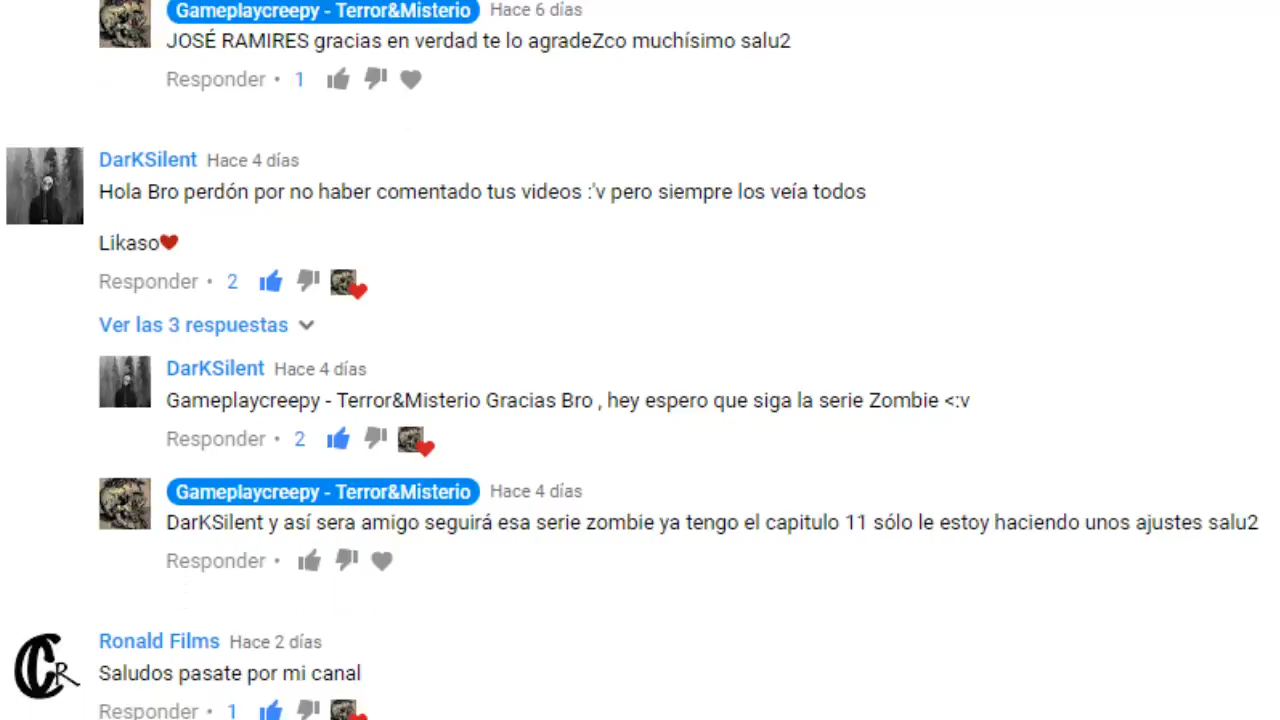 Gameplaycreepy - Terror&Misterio Hace 6 días
JOSÉ RAMIRES gracias en verdad te lo agradeZco muchísimo salu2
Responder • 1
DarKSilent Hace 4 días
Hola Bro perdón por no haber comentado tus videos :'v pero siempre los veía todos
Likaso❤
Responder • 2
Ver las 3 respuestas
DarKSilent Hace 4 días
Gameplaycreepy - Terror&Misterio Gracias Bro , hey espero que siga la serie Zombie <:v
Responder • 2
Gameplaycreepy - Terror&Misterio Hace 4 días
DarKSilent y así sera amigo seguirá esa serie zombie ya tengo el capitulo 11 sólo le estoy haciendo unos ajustes salu2
Responder •
CR
Ronald Films Hace 2 días
Saludos pasate por mi canal
Responder • 1